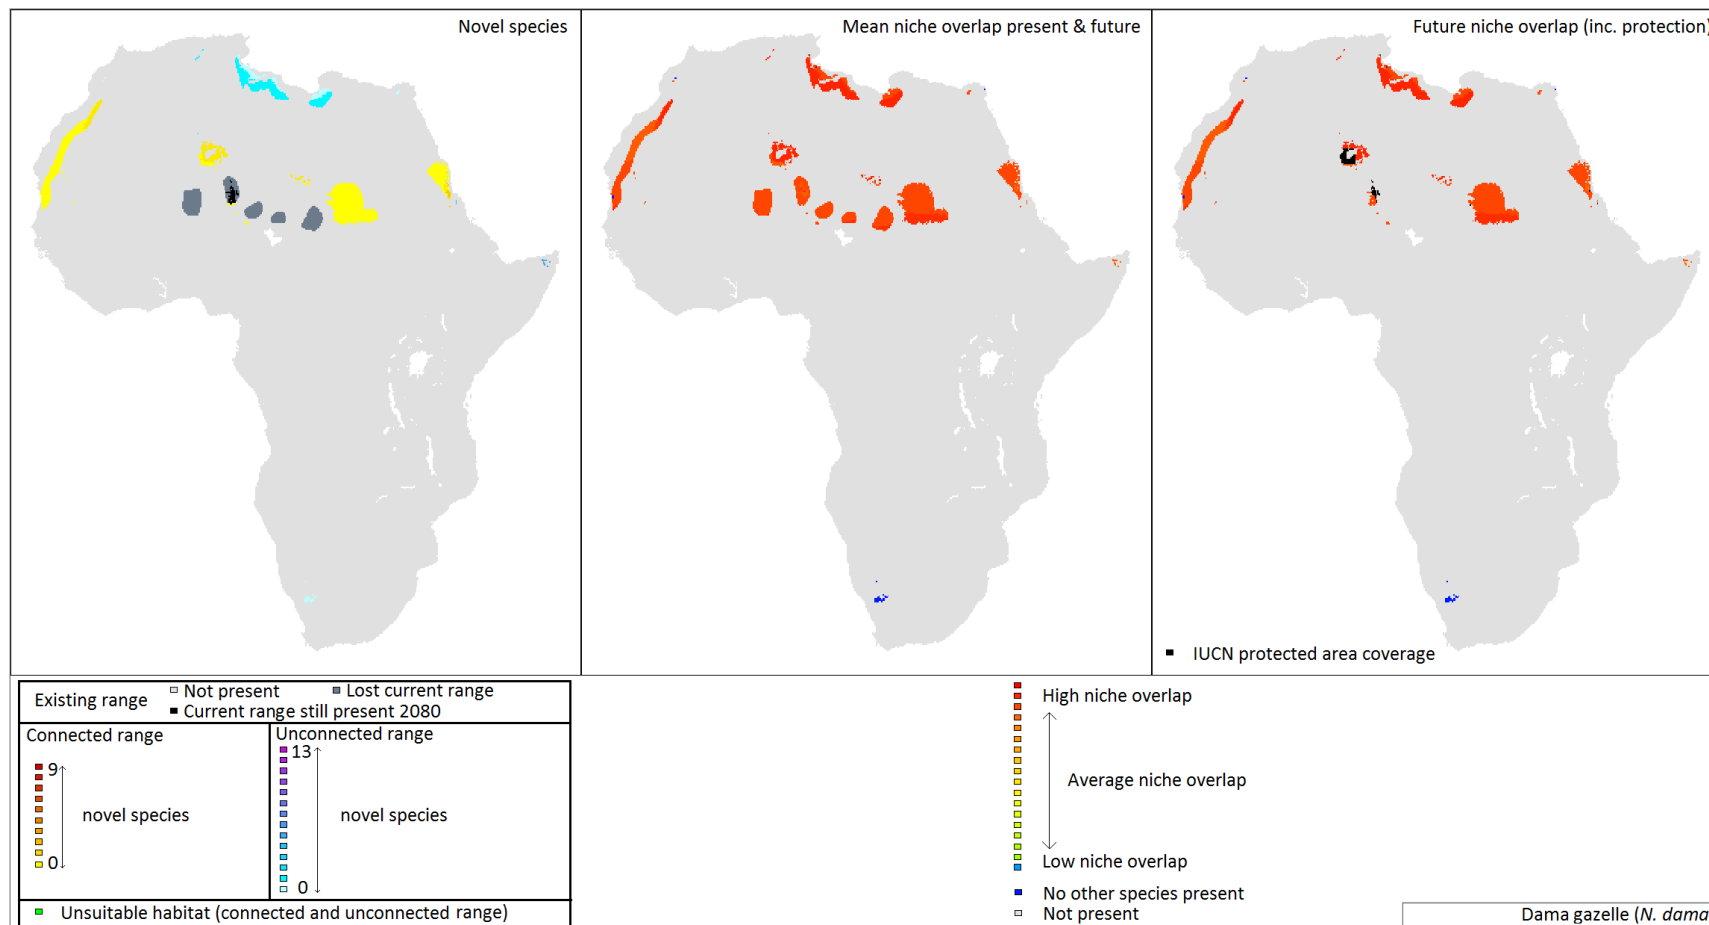 Novel species
Mean niche overlap present & future
Future niche overlap (inc. protection)
IUCN protected area coverage
Existing range
Not present
Lost current range
Current range still present 2080
Connected range
9
novel species
0
Unconnected range
13
novel species
0
Unsuitable habitat (connected and unconnected range)
High niche overlap
Average niche overlap
Low niche overlap
No other species present
Not present
Dama gazelle (N. dama